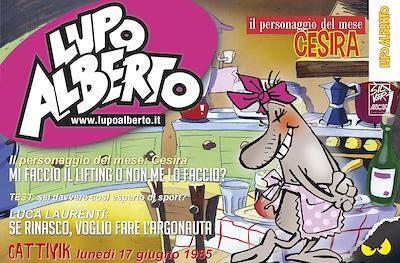 LUPO
ALBERTO
www.lupoalberto.it
il personaggio del mese
CESIRA
LUPO ALBERTO
Il personaggio del mese: Cesira
MI FACCIO IL LIFTING O NON ME LO FACCIO?
TEST: sei davvero così esperto di sport?
LUCA LAURENTI:
SE RINASCO, VOGLIO FARE L'ARGONAUTA
CATTIVIK lunedì 17 giugno 1985